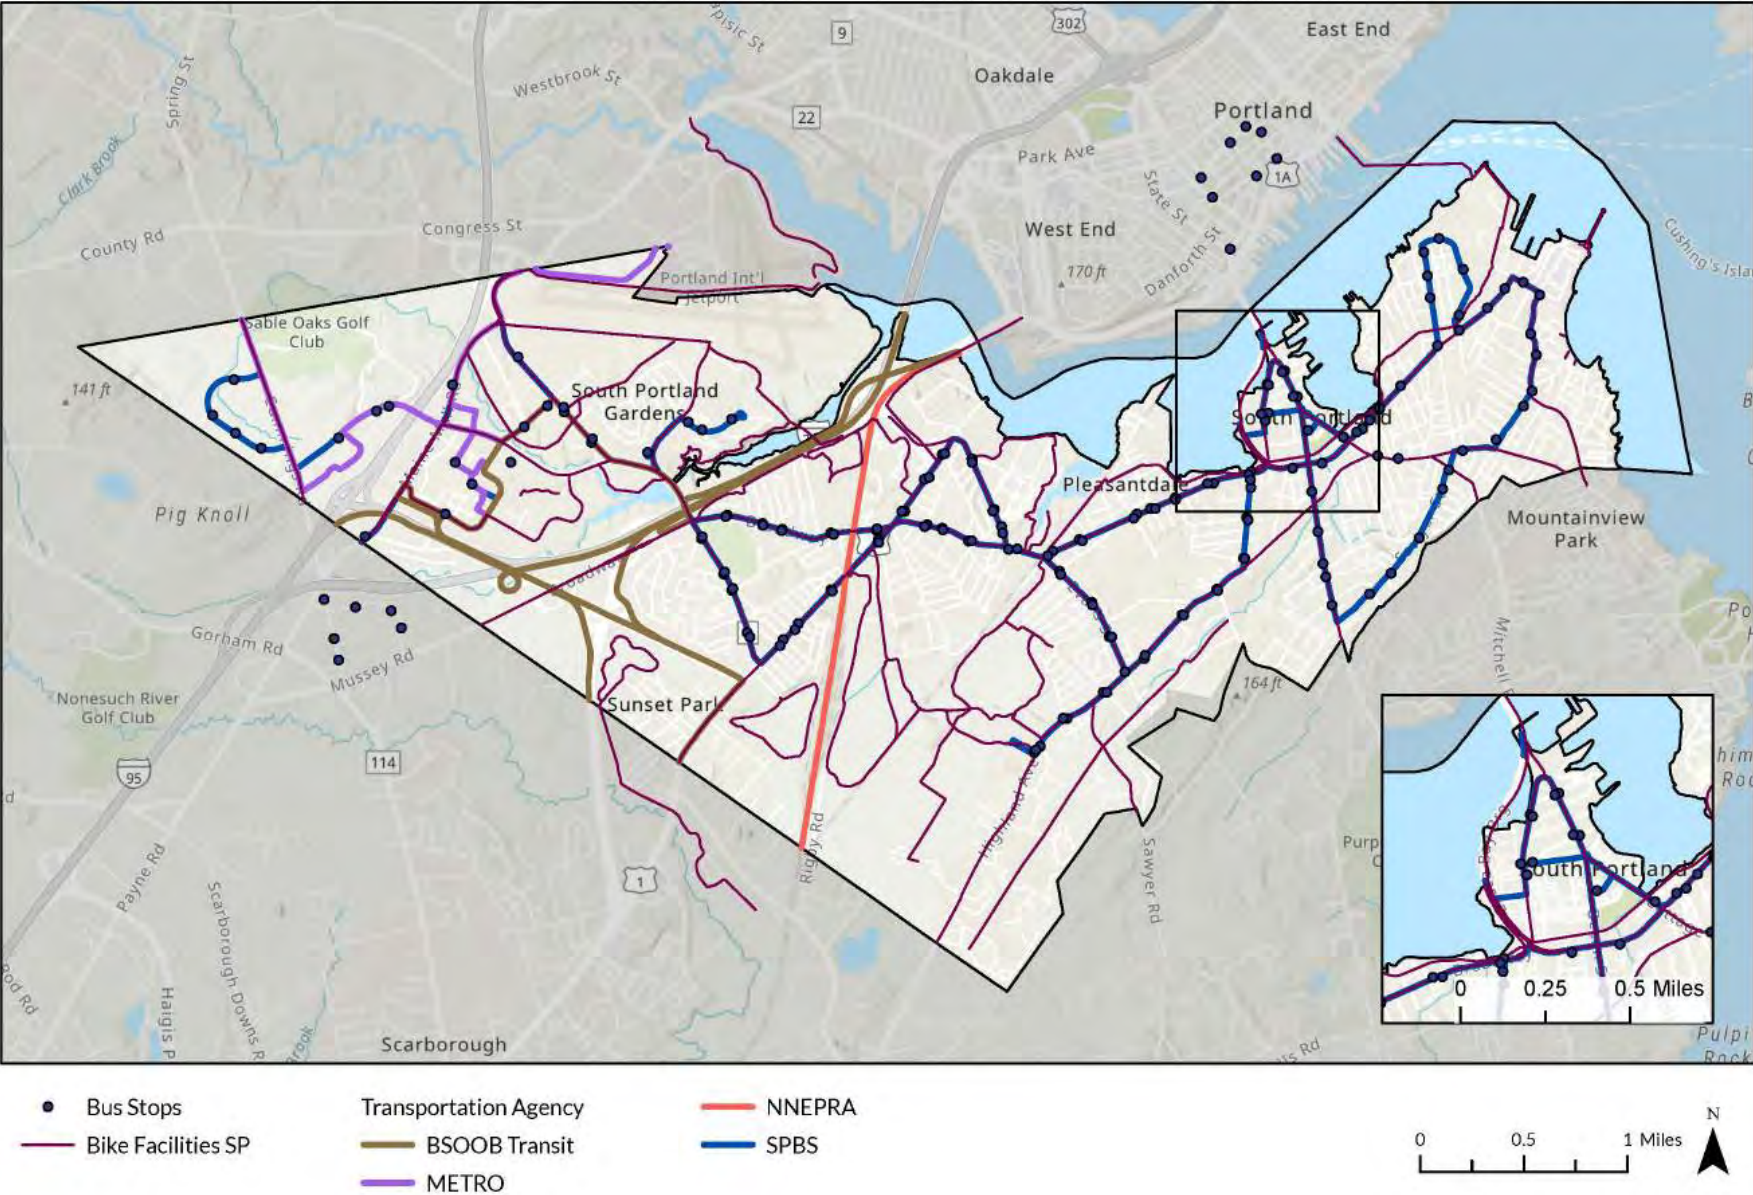 302
East End
9
Spring St
Westbrook St
Oakdale
Portland
22
Park Ave
1A
Clark Brook
State St
Congress St
County Rd
West End
Cushing's Isla
170 ft
Danforth St
Portland Int'l
Jetport
Sable Oaks Golf
Club
141 ft
South Portland
Gardens
South Portland
Pleasantdale
Pig Knoll
Mountainview
Park
Broadway
Gorham Rd
Mussey Rd
Mitchell
Nonesuch River
Golf Club
Sunset Park
164 ft
114
95
Highland Ave
Rigby Rd
Sawyer Rd
Purp
Payne Rd
1
Scarborough Downs R
South Portland
0 0.25 0.5 Miles
Haigis P
Brook
Scarborough
Pulpi
Rock
Bus Stops
Bike Facilities SP
Transportation Agency
BSOOB Transit
METRO
NNEPRA
SPBS
0 0.5 1 Miles
N